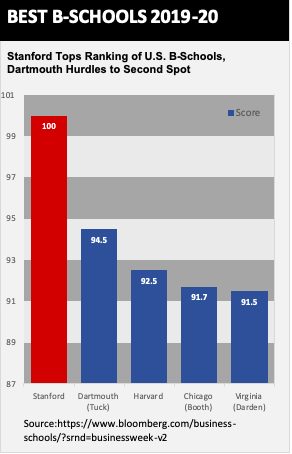 BEST B-SCHOOLS 2019-20
Stanford Tops Ranking of U.S. B-Schools,
Dartmouth Hurdles to Second Spot
101
Score
100
99
97
95
94.5
93
92.5
91.7
91.5
91
89
87
Stanford Dartmouth Harvard Chicago Virginia
(Tuck) (Booth) (Darden)
Source:https://www.bloomberg.com/business-
schools/?srnd=businessweek-v2